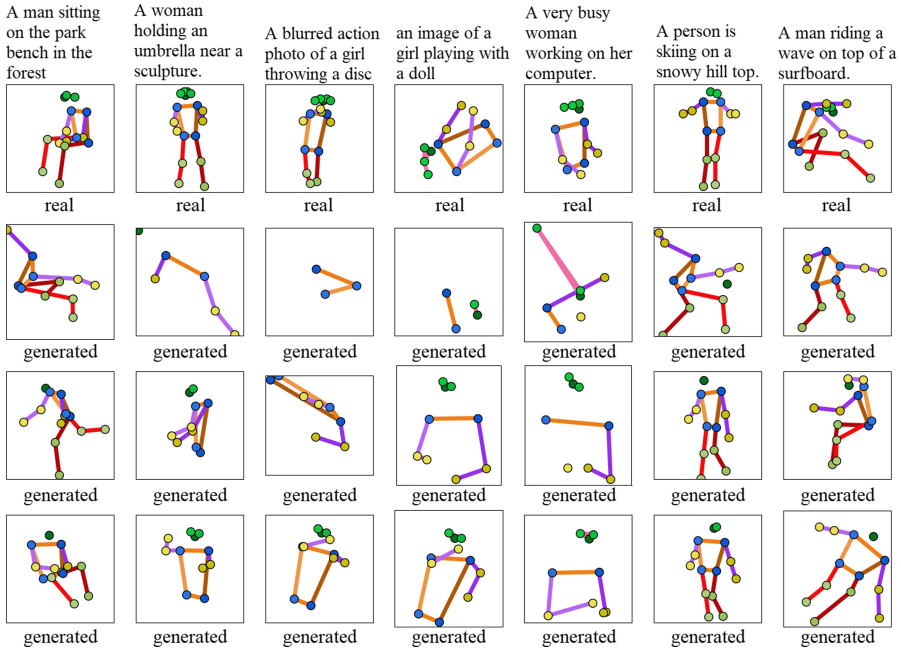 A man sitting
on the park
bench in the
forest
A woman
holding an
umbrella near a
sculpture.
A blurred action
photo of a girl
throwing a disc
an image of a
girl playing with
a doll
A very busy
woman
working on her
computer.
A person is
skiing on a
snowy hill top.
A man riding a
wave on top of a
surfboard.
real real real real real real real
generated generated generated generated generated generated generated
generated generated generated generated generated generated generated
generated generated generated generated generated generated generated